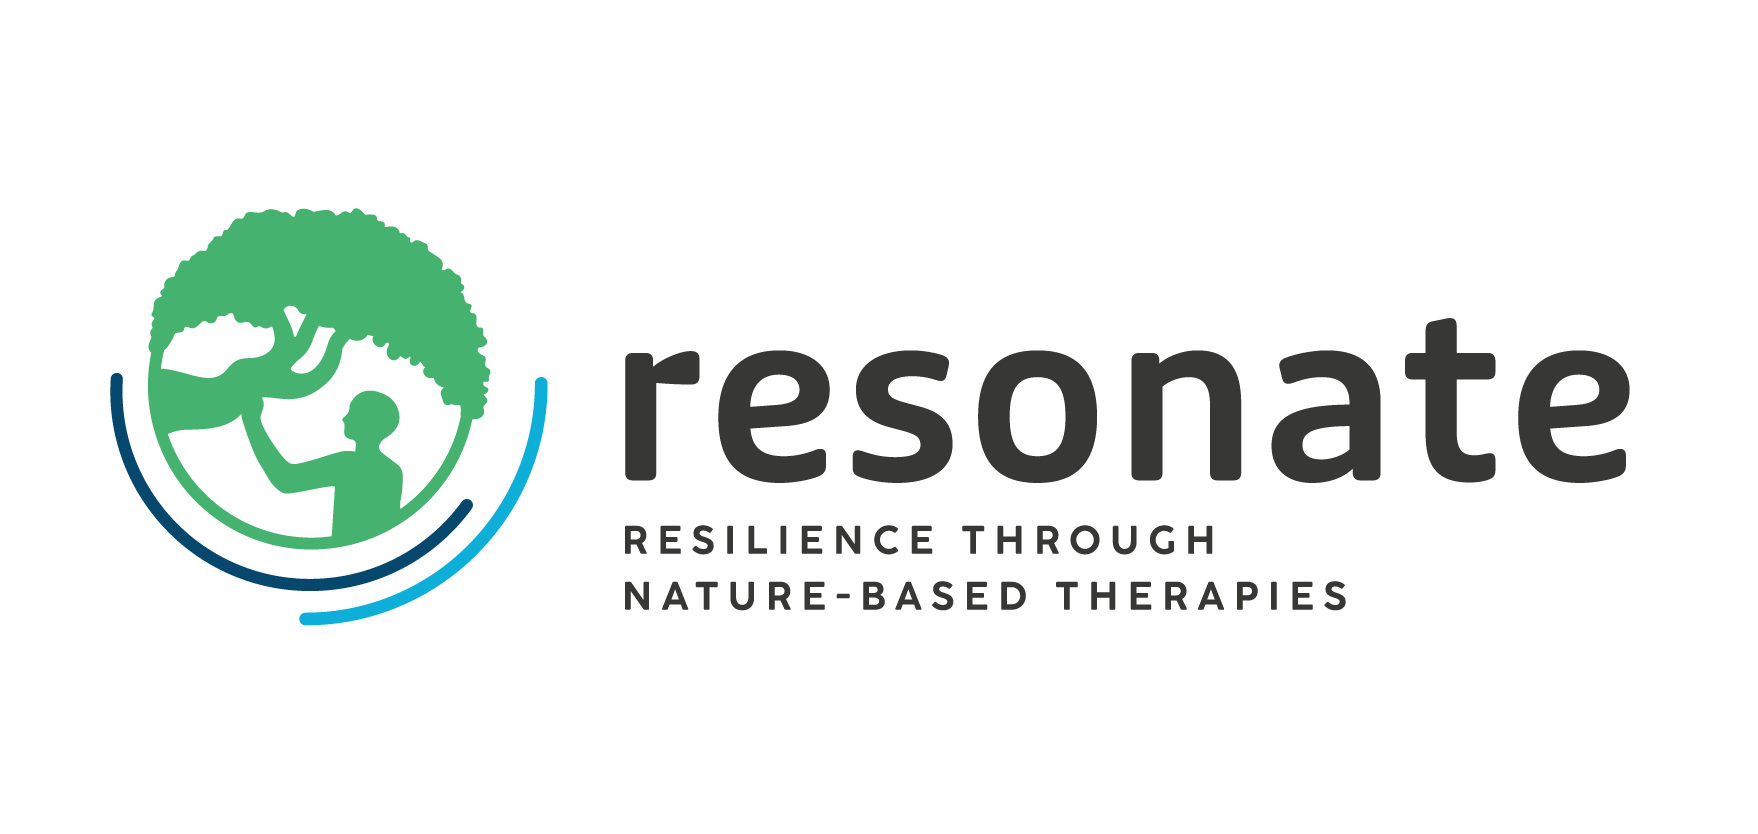 resonate
RESILIENCE THROUGH
NATURE-BASED THERAPIES